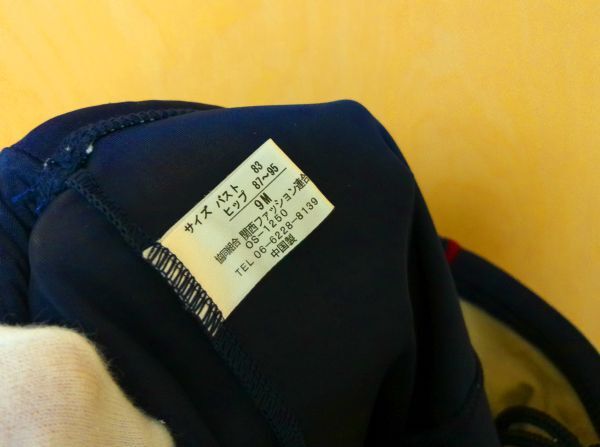 サイズ バスト 83
ヒップ 87～95
9M
協同組合 関西ファッション連合
OS-1250
TEL 06-6228-8139
中国製